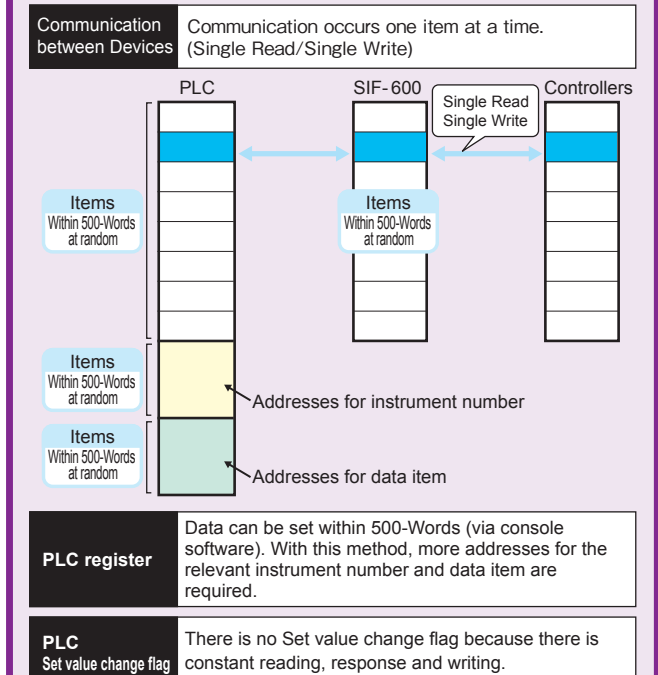 Communication
between Devices
Communication occurs one item at a time.
(Single Read/Single Write)
PLC
SIF-600
Controllers
Single Read
Single Write
Items
Within 500-Words
at random
Items
Within 500-Words
at random
Items
Within 500-Words
at random
Addresses for instrument number
Items
Within 500-Words
at random
Addresses for data item
PLC register
Data can be set within 500-Words (via console
software). With this method, more addresses for the
relevant instrument number and data item are
required.
PLC
Set value change flag
There is no Set value change flag because there is
constant reading, response and writing.